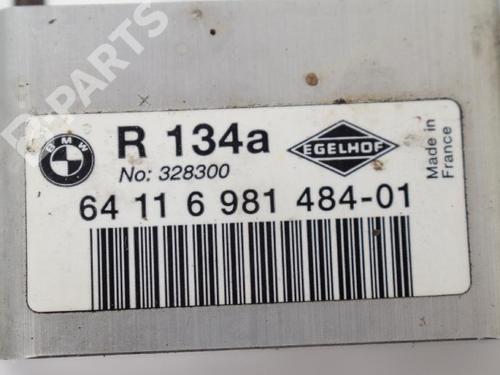 B-PARTS
BMW
R 134a
EGELHOF
No: 328300
Made in
France
64 11 6 981 484-01